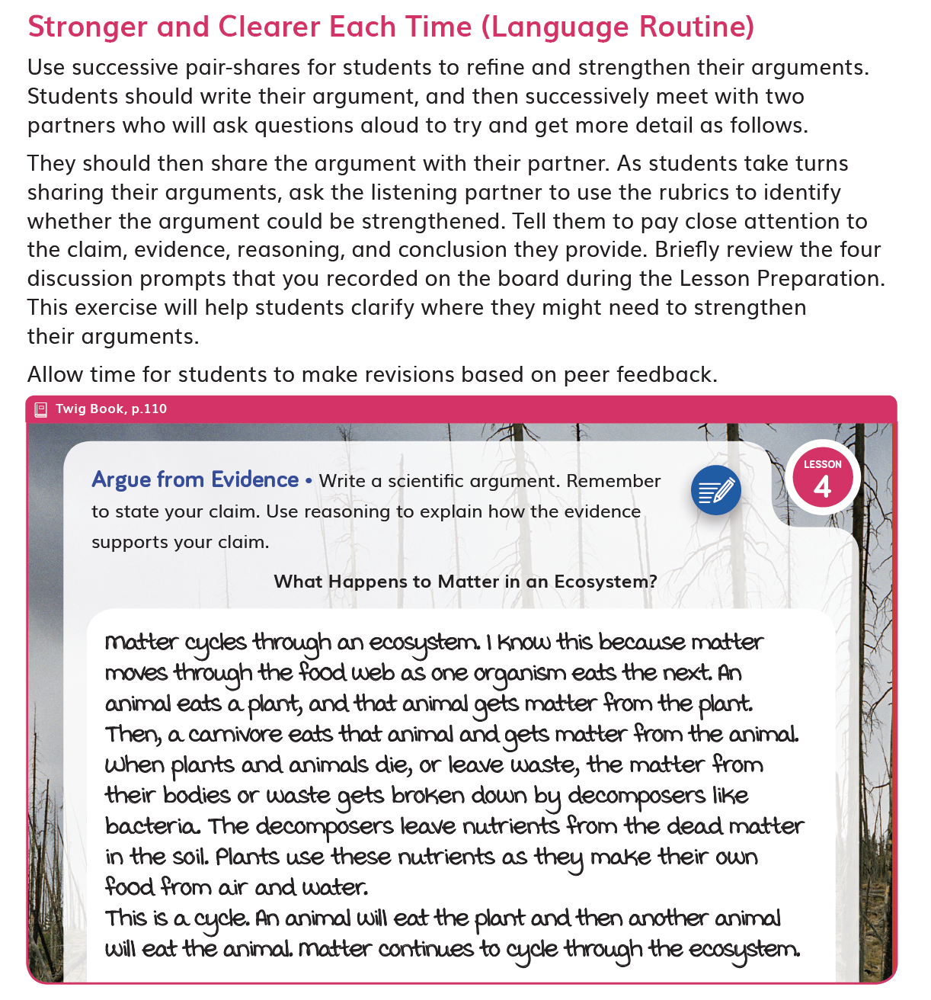 Stronger and Clearer Each Time (Language Routine)
Use successive pair-shares for students to refine and strengthen their arguments.
Students should write their argument, and then successively meet with two
partners who will ask questions aloud to try and get more detail as follows.
They should then share the argument with their partner. As students take turns
sharing their arguments, ask the listening partner to use the rubrics to identify
whether the argument could be strengthened. Tell them to pay close attention to
the claim, evidence, reasoning, and conclusion they provide. Briefly review the four
discussion prompts that you recorded on the board during the Lesson Preparation.
This exercise will help students clarify where they might need to strengthen
their arguments.
Allow time for students to make revisions based on peer feedback.
Twig Book, p.110
LESSON
4
Argue from Evidence • Write a scientific argument. Remember
to state your claim. Use reasoning to explain how the evidence
supports your claim.
What Happens to Matter in an Ecosystem?
Matter cycles through an ecosystem. I know this because matter
moves through the food web as one organism eats the next. An
animal eats a plant, and that animal gets matter from the plant.
Then, a carnivore eats that animal and gets matter from the animal.
When plants and animals die, or leave waste, the matter from
their bodies or waste gets broken down by decomposers like
bacteria. The decomposers leave nutrients from the dead matter
in the soil. Plants use these nutrients as they make their own
food from air and water.
This is a cycle. An animal will eat the plant and then another animal
will eat the animal. Matter continues to cycle through the ecosystem.